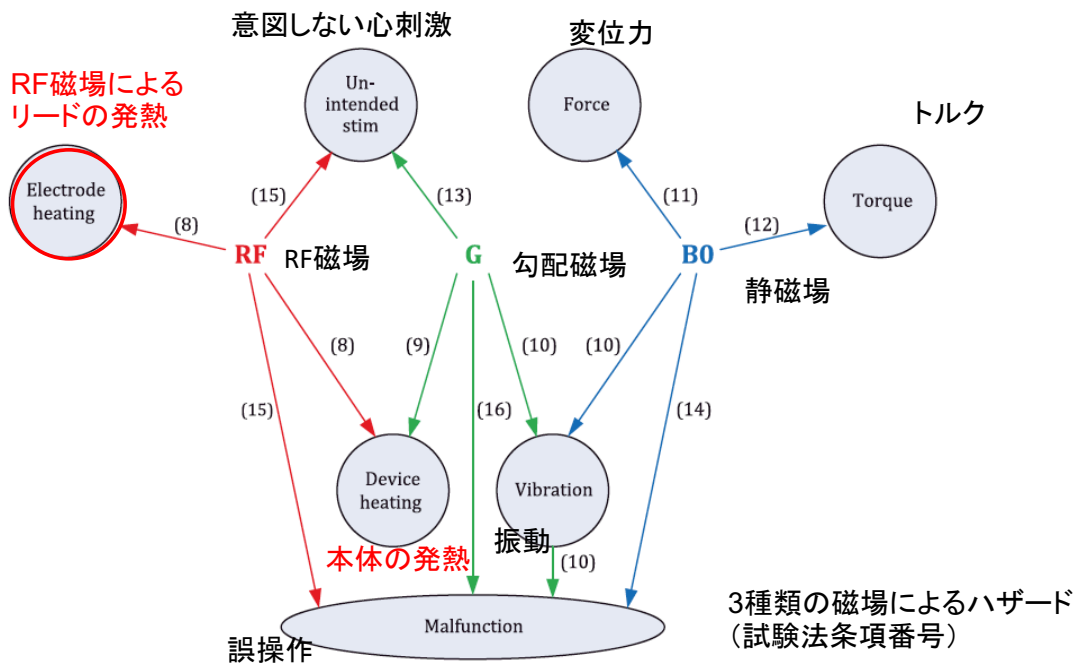 意図しない心刺激
変位力
RF磁場による
リードの発熱
Un-
intended
stim
Force
トルク
Electrode
heating
Torque
(15)
(13)
(11)
(8)
(12)
RF
RF磁場
G
勾配磁場
B0
静磁場
(8)
(9)
(10)
(10)
(15)
(16)
(14)
Device
heating
Vibration
本体の発熱
振動
(10)
Malfunction
誤操作
3種類の磁場によるハザード
(試験法条項番号)